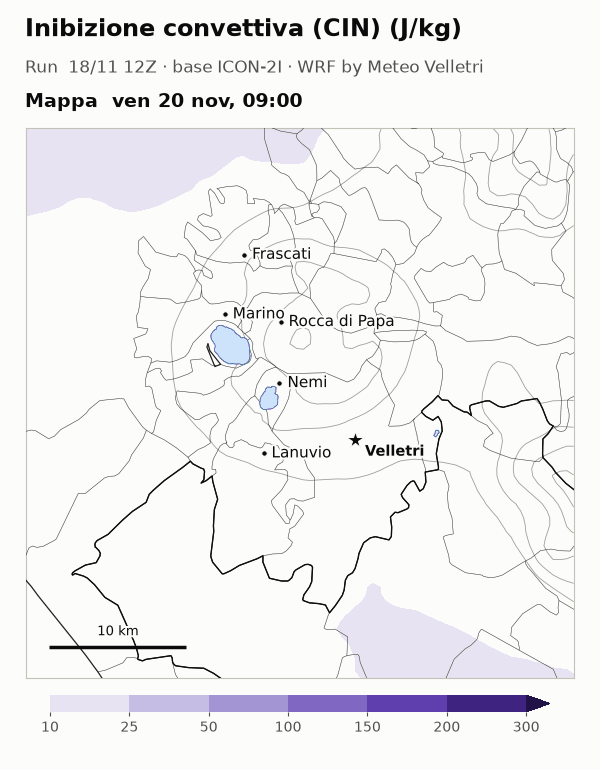 Inibizione convettiva (CIN) (J/kg)
Run 18/11 12Z · base ICON-2I · WRF by Meteo Velletri
Mappa ven 20 nov, 09:00
Frascati
Marino
Rocca di Papa
Nemi
Velletri
Lanuvio
10 km
10 25 50 100 150 200 300